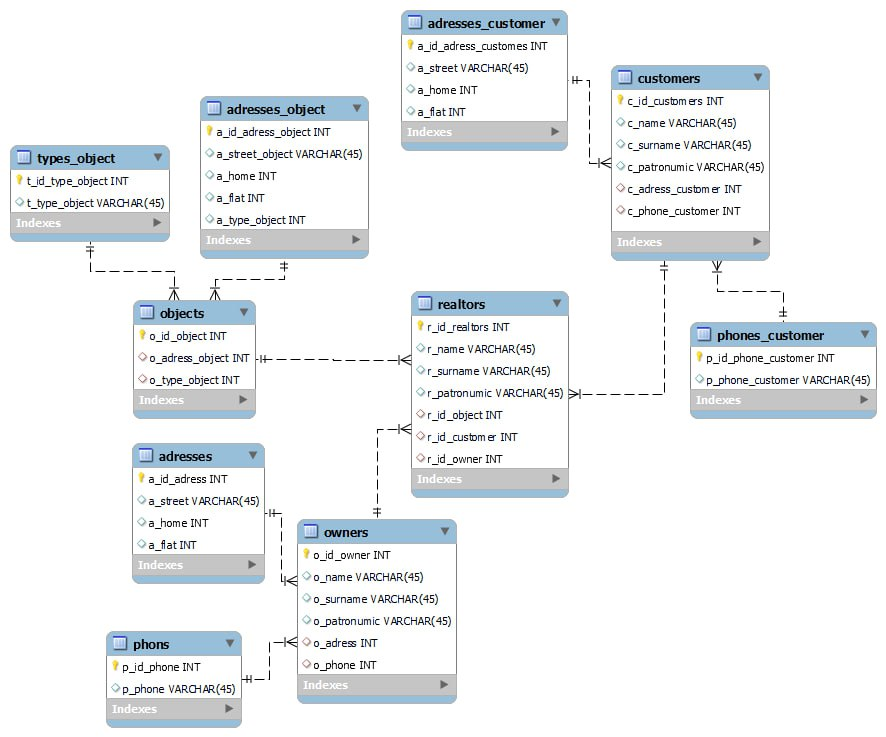 adresses_customer
a_id_adress_customes INT
a_street VARCHAR(45)
a_home INT
a_flat INT
Indexes
customers
c_id_customers INT
c_name VARCHAR(45)
c_surname VARCHAR(45)
c_patronumic VARCHAR(45)
c_adress_customer INT
c_phone_customer INT
Indexes
adresses_object
a_id_adress_object INT
a_street_object VARCHAR(45)
a_home INT
a_flat INT
a_type_object INT
Indexes
types_object
t_id_type_object INT
t_type_object VARCHAR(45)
Indexes
objects
o_id_object INT
o_adress_object INT
o_type_object INT
Indexes
realtors
r_id_realtors INT
r_name VARCHAR(45)
r_surname VARCHAR(45)
r_patronumic VARCHAR(45)
r_id_object INT
r_id_customer INT
r_id_owner INT
Indexes
phones_customer
p_id_phone_customer INT
p_phone_customer VARCHAR(45)
Indexes
adresses
a_id_adress INT
a_street VARCHAR(45)
a_home INT
a_flat INT
Indexes
owners
o_id_owner INT
o_name VARCHAR(45)
o_surname VARCHAR(45)
o_patronumic VARCHAR(45)
o_adress INT
o_phone INT
Indexes
phons
p_id_phone INT
p_phone VARCHAR(45)
Indexes